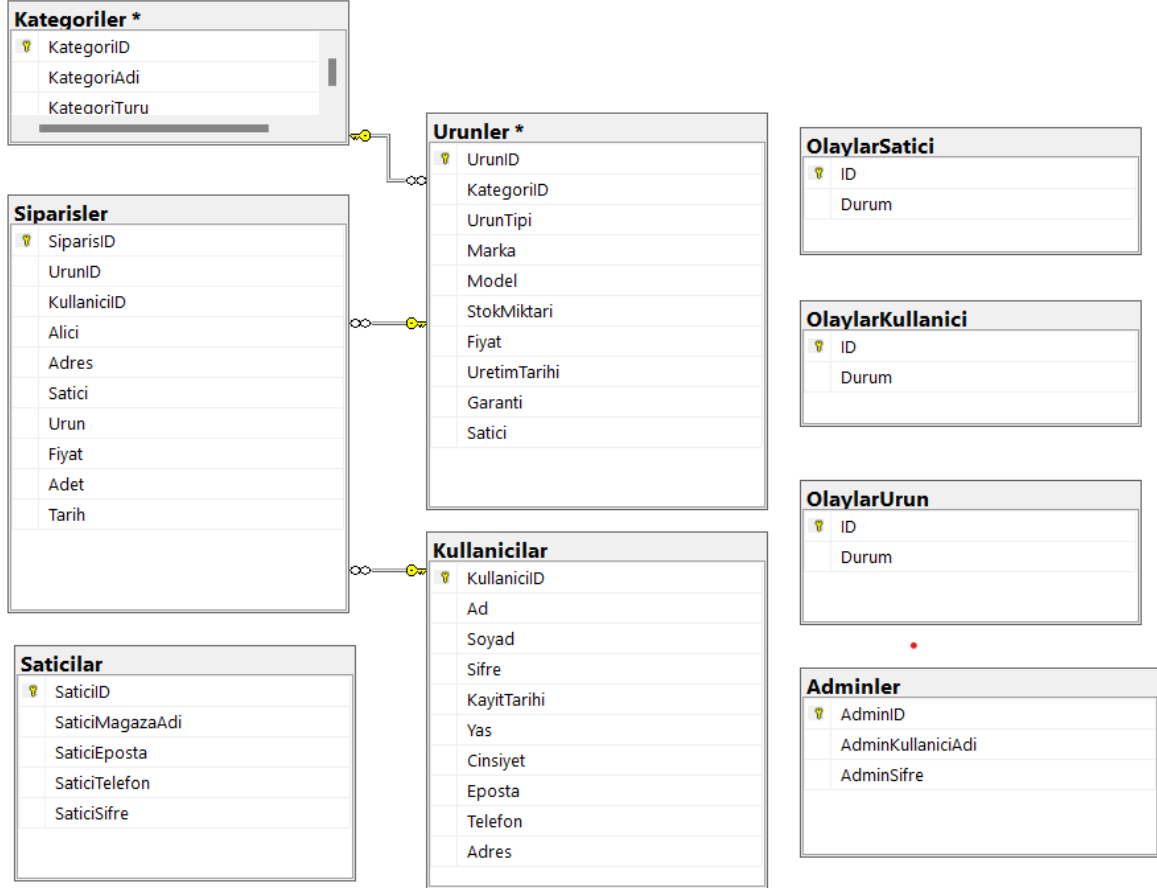 Kategoriler *
KategoriID
KategoriAdi
KategoriTuru
Siparisler
SiparisID
UrunID
KullaniciID
Alici
Adres
Satici
Urun
Fiyat
Adet
Tarih
Saticilar
SaticiID
SaticiMagazaAdi
SaticiEposta
SaticiTelefon
SaticiSifre
Urunler *
UrunID
KategoriID
UrunTipi
Marka
Model
StokMiktari
Fiyat
UretimTarihi
Garanti
Satici
Kullanicilar
KullaniciID
Ad
Soyad
Sifre
KayitTarihi
Yas
Cinsiyet
Eposta
Telefon
Adres
OlaylarSatici
ID
Durum
OlaylarKullanici
ID
Durum
OlaylarUrun
ID
Durum
Adminler
AdminID
AdminKullaniciAdi
AdminSifre